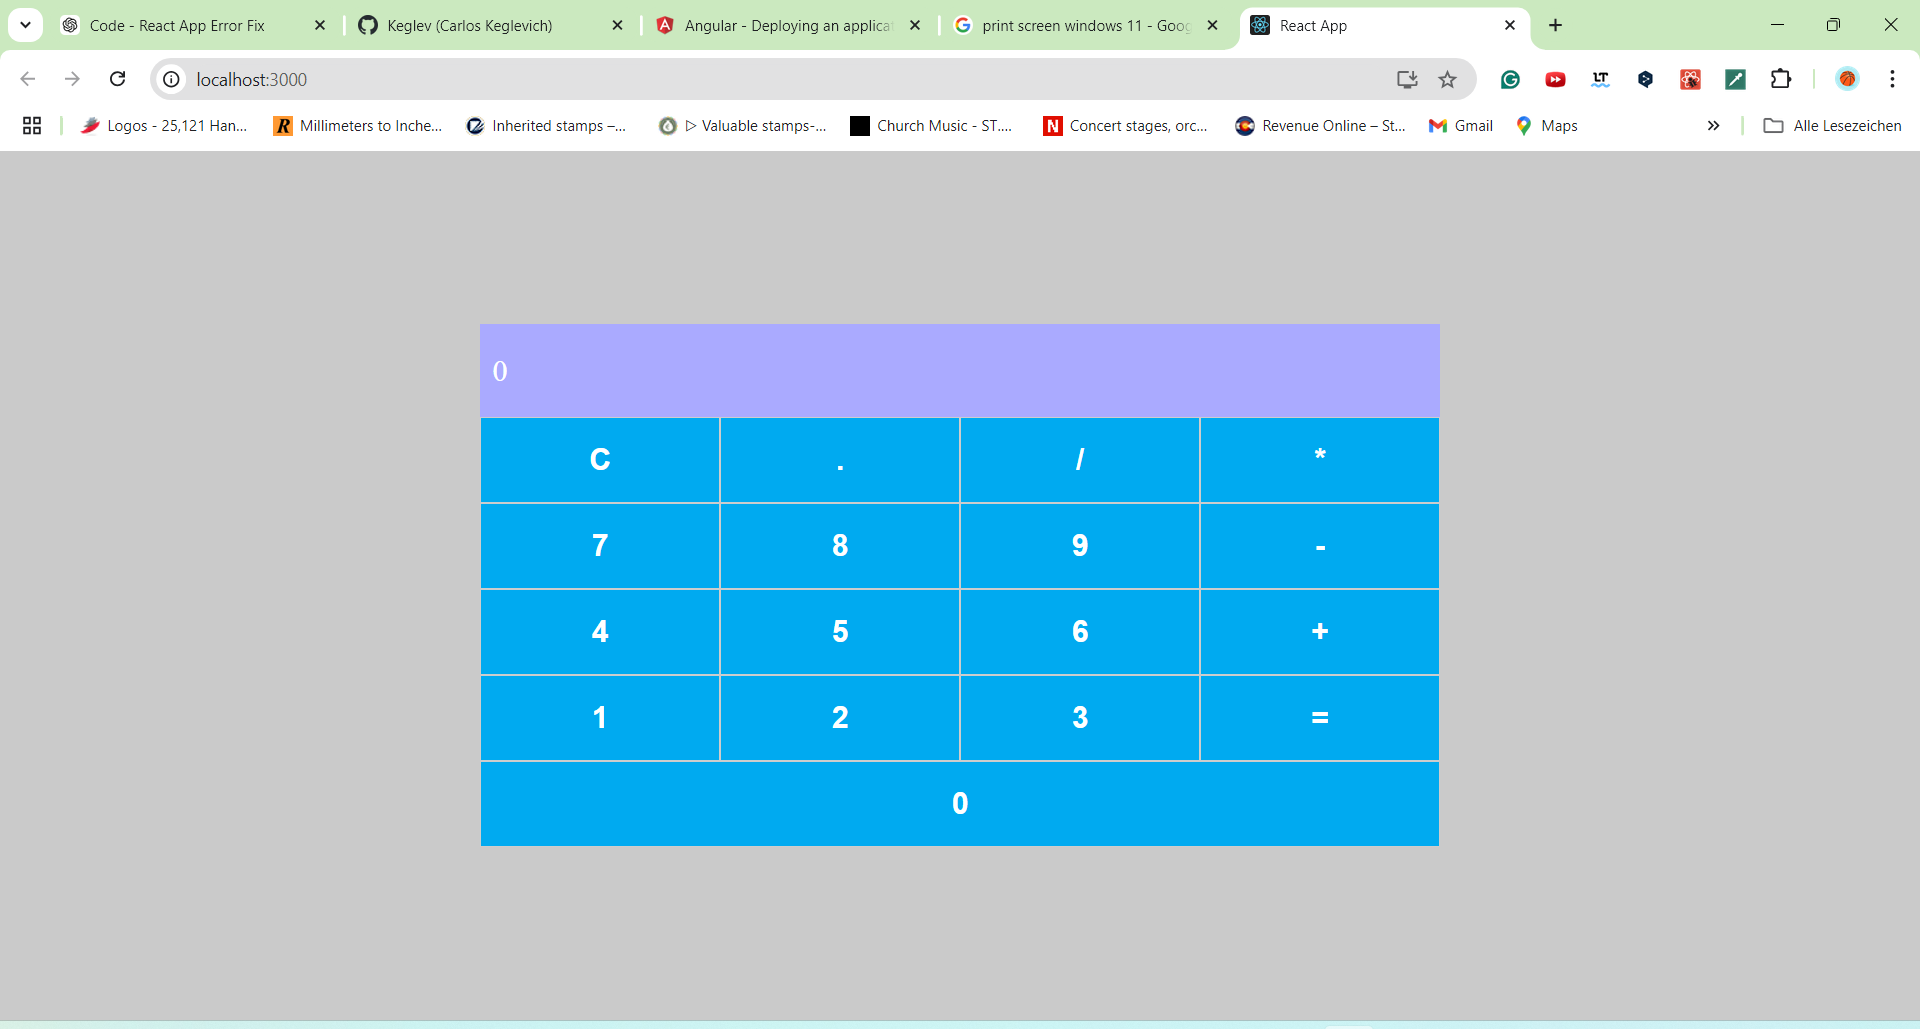 Code - React App Error Fix Keglev (Carlos Keglevich) Angular - Deploying an applica print screen windows 11 - Goog React App
localhost:3000
Logos - 25,121 Han... Millimeters to Inche... Inherited stamps –... ▷ Valuable stamps-... Church Music - ST.... Concert stages, orc... Revenue Online – St... Gmail Maps » Alle Lesezeichen
0
C . / *
7 8 9 -
4 5 6 +
1 2 3 =
0